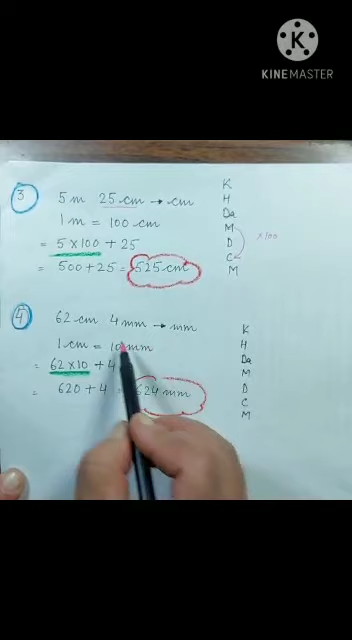 K
KINEMASTER
3
5 m 25 cm → cm
1 m = 100 cm
= 5 x 100 + 25
= 500 + 25 = 525 cm
K
H
Da
M
D
C
M
x 100
4
62 cm 4 mm → mm
1 cm = 10 mm
= 62 x 10 + 4
= 620 + 4 = 624 mm
K
H
Da
M
D
C
M